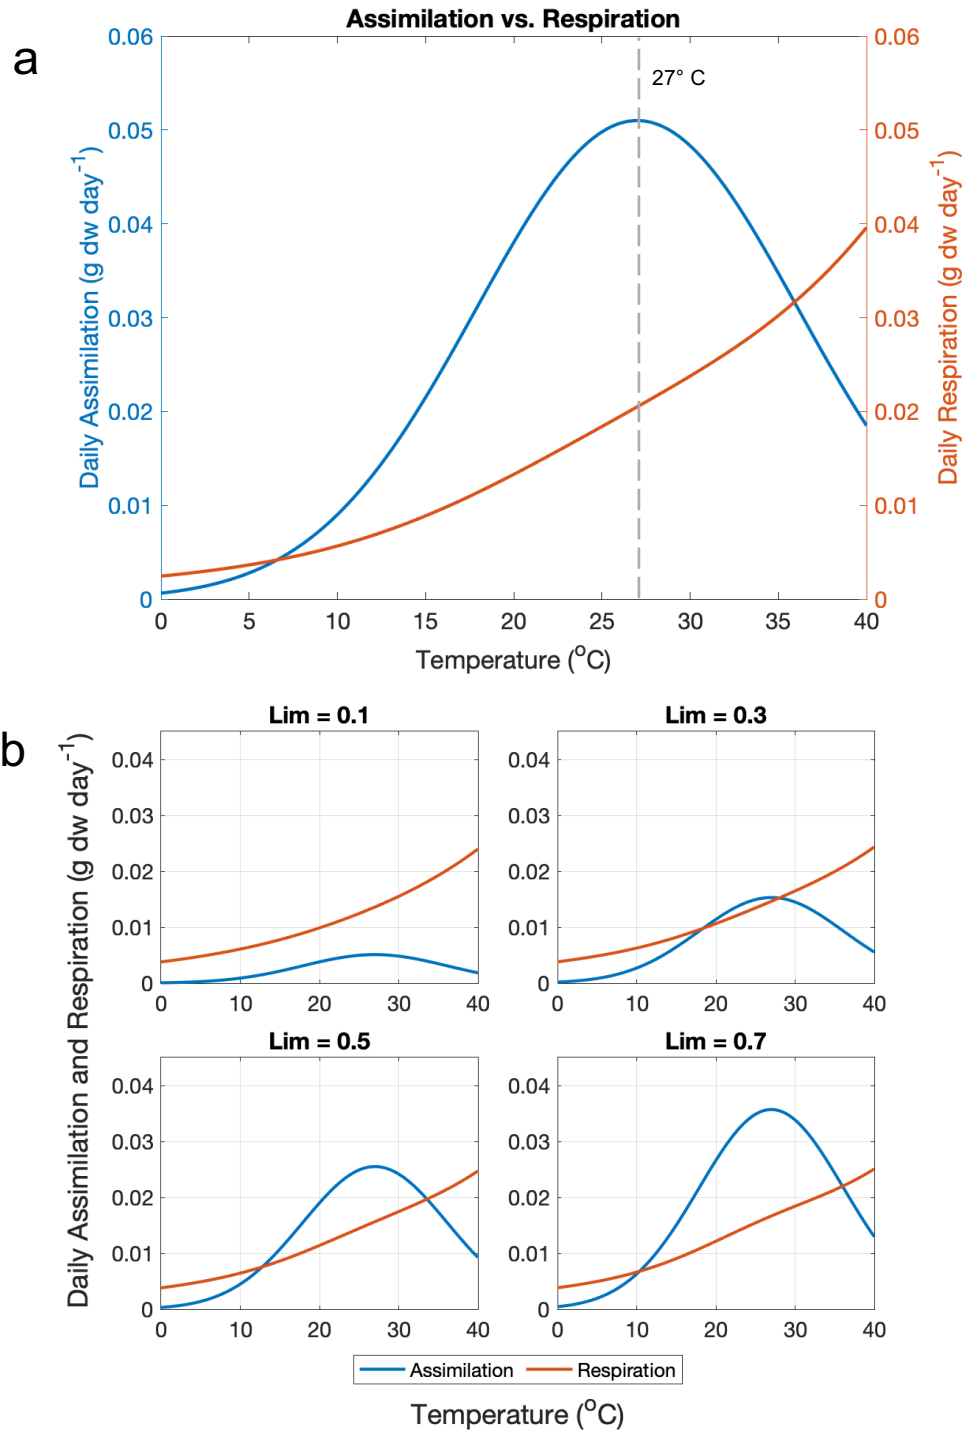 Assimilation vs. Respiration
a
27° C
0.06
0.05
0.04
0.03
0.02
0.01
0
Daily Assimilation (g dw day-1)
0.06
0.05
0.04
0.03
0.02
0.01
0
Daily Respiration (g dw day-1)
0 5 10 15 20 25 30 35 40
Temperature (oC)
b
Daily Assimilation and Respiration (g dw day-1)
Lim = 0.1
0.04
0.03
0.02
0.01
0
0 10 20 30 40
Lim = 0.3
0.04
0.03
0.02
0.01
0
0 10 20 30 40
Lim = 0.5
0.04
0.03
0.02
0.01
0
0 10 20 30 40
Lim = 0.7
0.04
0.03
0.02
0.01
0
0 10 20 30 40
Assimilation Respiration
Temperature (oC)